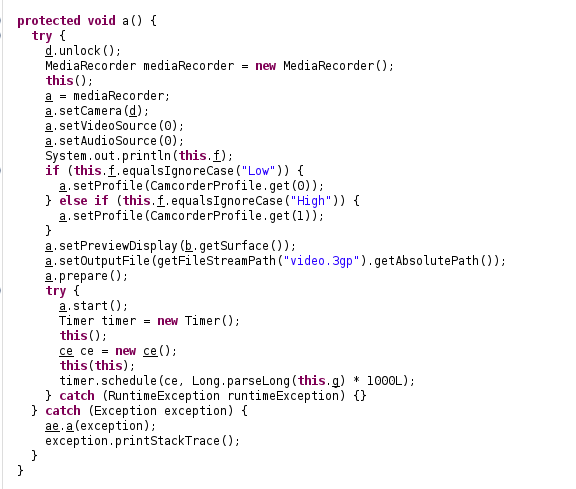 protected void a() {
try {
d.unlock();
MediaRecorder mediaRecorder = new MediaRecorder();
this();
a = mediaRecorder;
a.setCamera(d);
a.setVideoSource(0);
a.setAudioSource(0);
System.out.println(this.f);
if (this.f.equalsIgnoreCase("Low")) {
a.setProfile(CamcorderProfile.get(0));
} else if (this.f.equalsIgnoreCase("High")) {
a.setProfile(CamcorderProfile.get(1));
}
a.setPreviewDisplay(b.getSurface());
a.setOutputFile(getFileStreamPath("video.3gp").getAbsolutePath());
a.prepare();
try {
a.start();
Timer timer = new Timer();
this();
ce ce = new ce();
this(this);
timer.schedule(ce, Long.parseLong(this.g) * 1000L);
} catch (RuntimeException runtimeException) {}
} catch (Exception exception) {
ae.a(exception);
exception.printStackTrace();
}
}